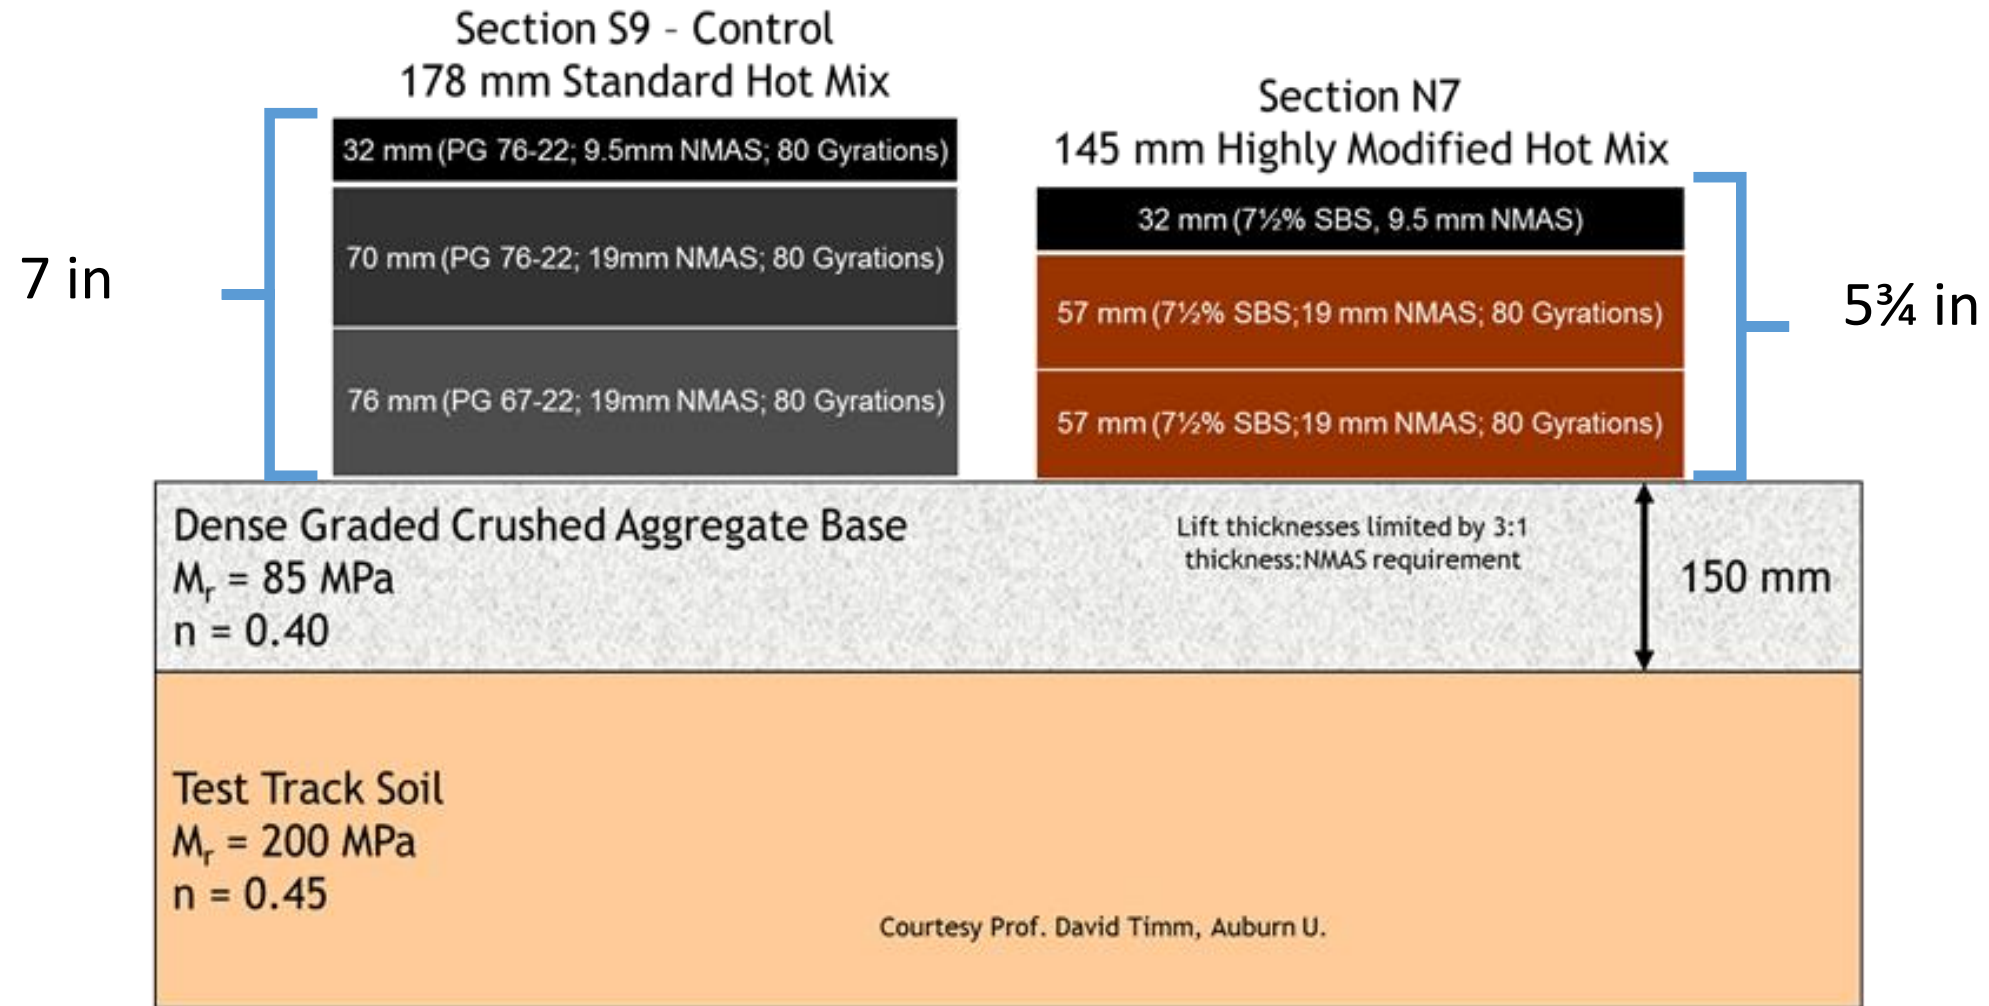 Section S9 – Control
178 mm Standard Hot Mix
32 mm (PG 76-22; 9.5mm NMAS; 80 Gyrations)
70 mm (PG 76-22; 19mm NMAS; 80 Gyrations)
76 mm (PG 67-22; 19mm NMAS; 80 Gyrations)
7 in
Section N7
145 mm Highly Modified Hot Mix
32 mm (7½% SBS, 9.5 mm NMAS)
57 mm (7½% SBS;19 mm NMAS; 80 Gyrations)
57 mm (7½% SBS;19 mm NMAS; 80 Gyrations)
5¾ in
Dense Graded Crushed Aggregate Base
Mr = 85 MPa
n = 0.40
Lift thicknesses limited by 3:1
thickness:NMAS requirement
150 mm
Test Track Soil
Mr = 200 MPa
n = 0.45
Courtesy Prof. David Timm, Auburn U.